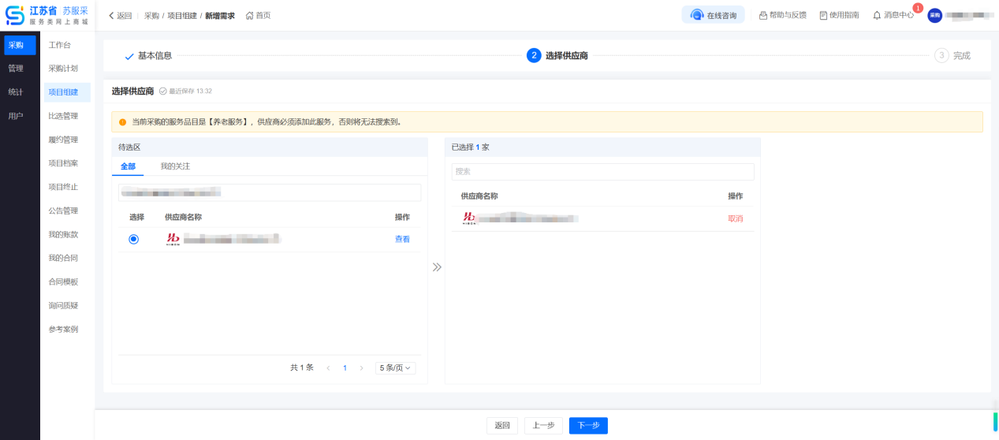 江苏省 苏服采
服务类网上商城
返回 采购 / 项目组建 / 新增需求 首页
在线咨询 帮助与反馈 使用指南 消息中心 1 采购
采购
管理
统计
用户
工作台
采购计划
项目组建
比选管理
履约管理
项目档案
项目终止
公告管理
我的账款
我的合同
合同模板
询问质疑
参考案例
基本信息 2 选择供应商 3 完成
选择供应商 最近保存 13:32
当前采购的服务品目是【养老服务】，供应商必须添加此服务，否则将无法搜索到。
待选区
全部 我的关注
选择 供应商名称 操作
HIBON 查看
共 1 条 1 5 条/页
已选择 1 家
搜索
供应商名称 操作
HIBON 取消
返回 上一步 下一步